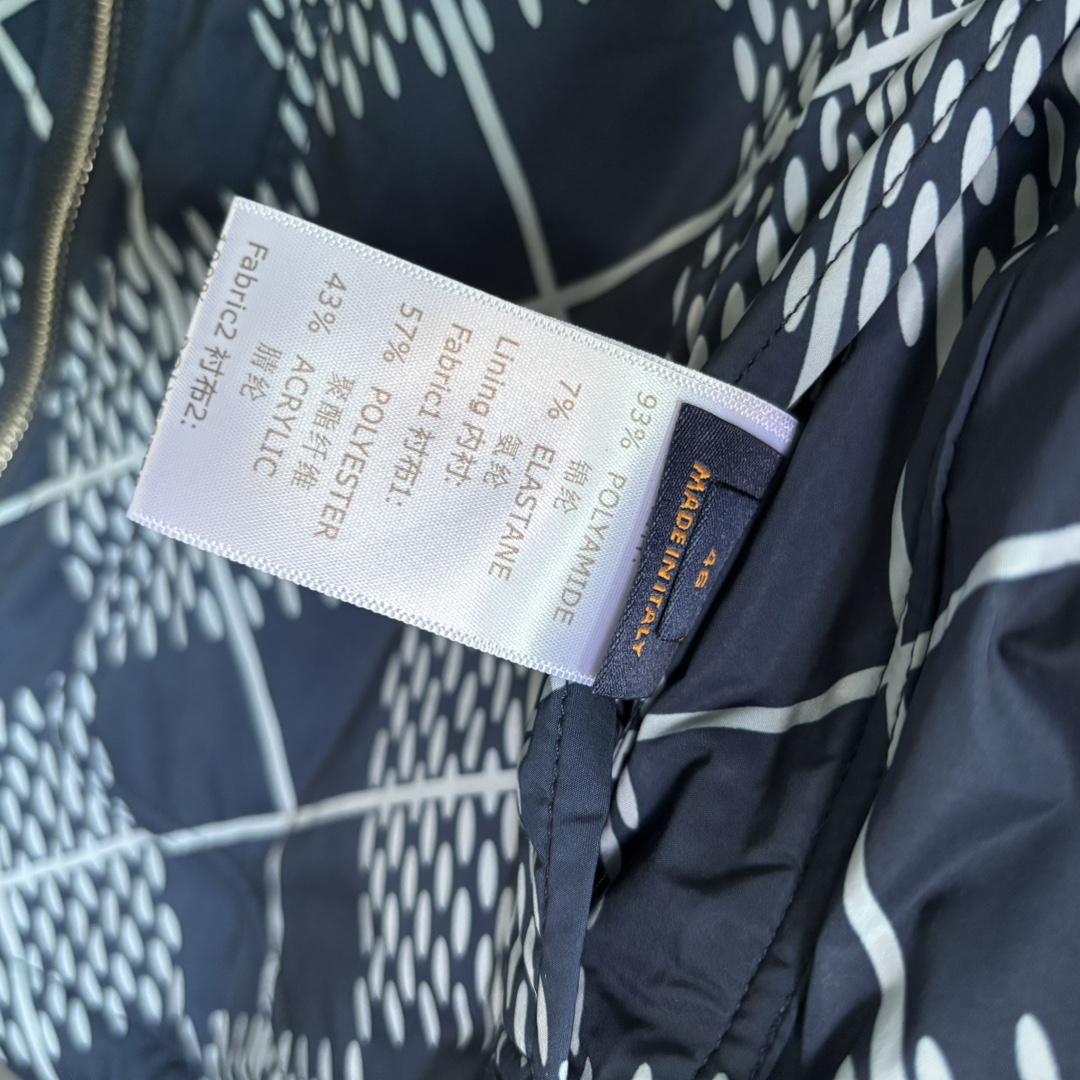 MADE IN ITALY
46
93% POLYAMIDE
锦纶
7% ELASTANE
氨纶
Lining 内衬:
Fabric1 衬布1:
57% POLYESTER
聚酯纤维
43% ACRYLIC
腈纶
Fabric2 衬布2: